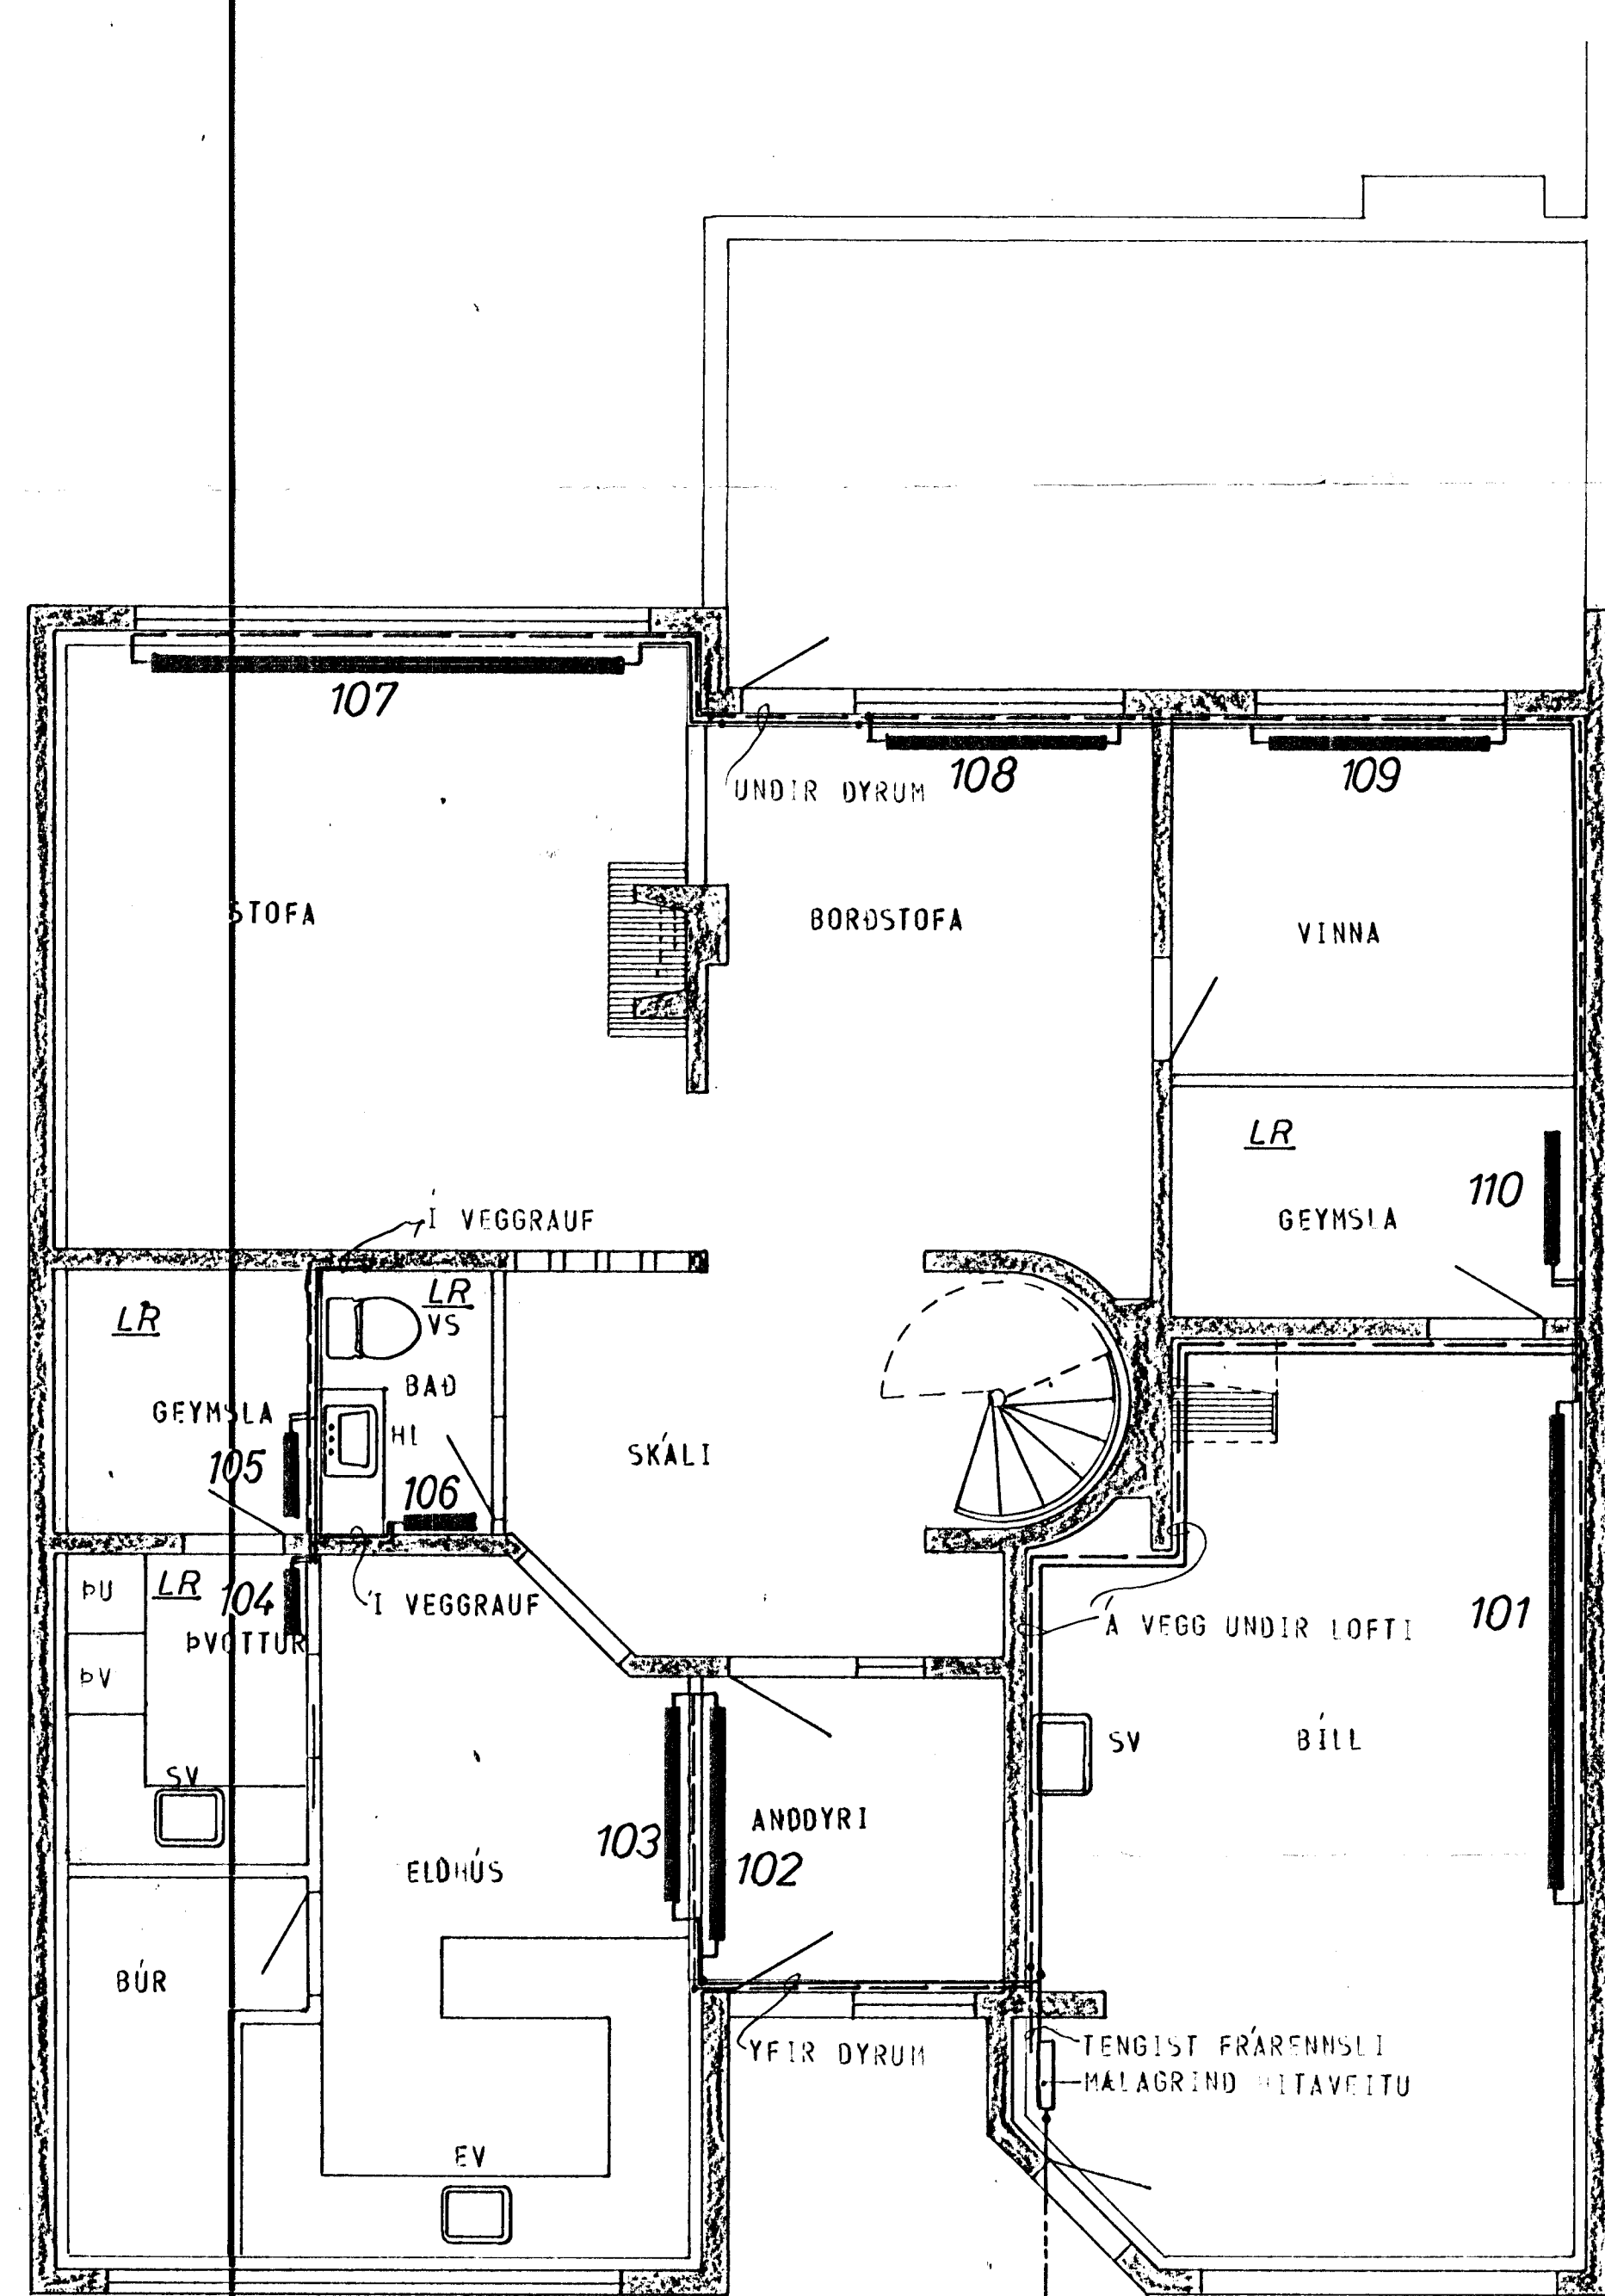 107
108
109
UNDIR DYRUM
STOFA
BORÐSTOFA
VINNA
LR
110
Í VEGGRAUF
GEYMSLA
LR
LR
VS
BAÐ
GEYMSLA
HL
SKÁLI
105
106
ÞU
LR
104
Í VEGGRAUF
101
Á VEGG UNDIR LOFTI
ÞVOTTUR
ÞV
SV
BÍLL
SV
ANDDYRI
103
102
ELDHÚS
BÚR
YFIR DYRUM
TENGIST FRÁRENNSLI
MÆLAGRIND HITAVEITU
EV